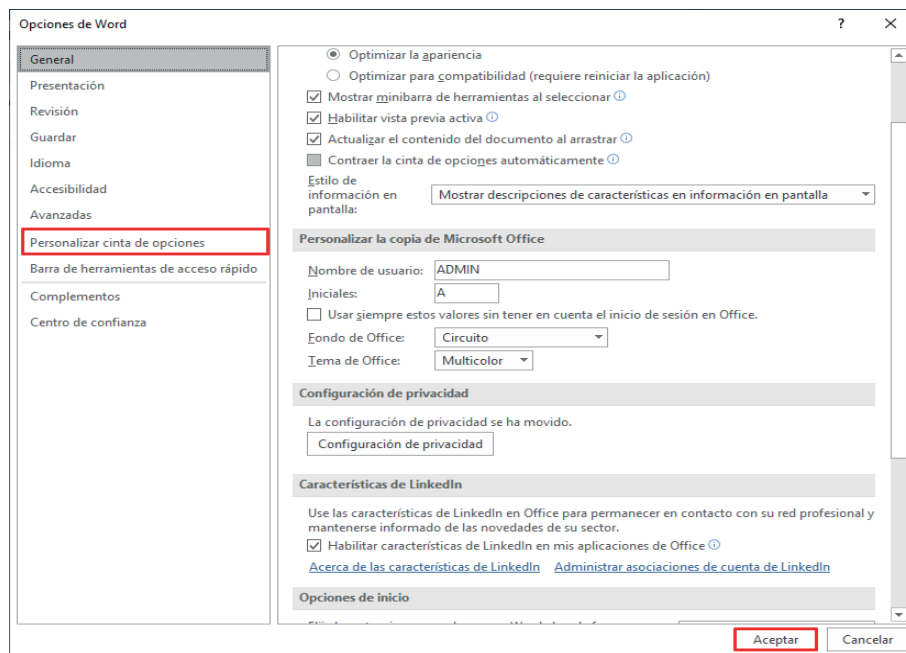 Opciones de Word
?
General
Presentación
Revisión
Guardar
Idioma
Accesibilidad
Avanzadas
Personalizar cinta de opciones
Barra de herramientas de acceso rápido
Complementos
Centro de confianza
Optimizar la apariencia
Optimizar para compatibilidad (requiere reiniciar la aplicación)
Mostrar minibarra de herramientas al seleccionar
Habilitar vista previa activa
Actualizar el contenido del documento al arrastrar
Contraer la cinta de opciones automáticamente
Estilo de
información en
pantalla:
Mostrar descripciones de características en información en pantalla
Personalizar la copia de Microsoft Office
Nombre de usuario: ADMIN
Iniciales: A
Usar siempre estos valores sin tener en cuenta el inicio de sesión en Office.
Fondo de Office: Circuito
Tema de Office: Multicolor
Configuración de privacidad
La configuración de privacidad se ha movido.
Configuración de privacidad
Características de LinkedIn
Use las características de LinkedIn en Office para permanecer en contacto con su red profesional y
mantenerse informado de las novedades de su sector.
Habilitar características de LinkedIn en mis aplicaciones de Office
Acerca de las características de LinkedIn Administrar asociaciones de cuenta de LinkedIn
Opciones de inicio
Aceptar Cancelar